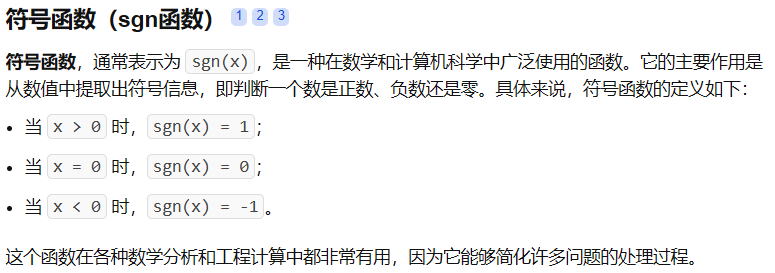 符号函数（sgn函数） 1 2 3
符号函数，通常表示为 sgn(x) ，是一种在数学和计算机科学中广泛使用的函数。它的主要作用是
从数值中提取出符号信息，即判断一个数是正数、负数还是零。具体来说，符号函数的定义如下：
• 当 x > 0 时， sgn(x) = 1 ；
• 当 x = 0 时， sgn(x) = 0 ；
• 当 x < 0 时， sgn(x) = -1 。
这个函数在各种数学分析和工程计算中都非常有用，因为它能够简化许多问题的处理过程。